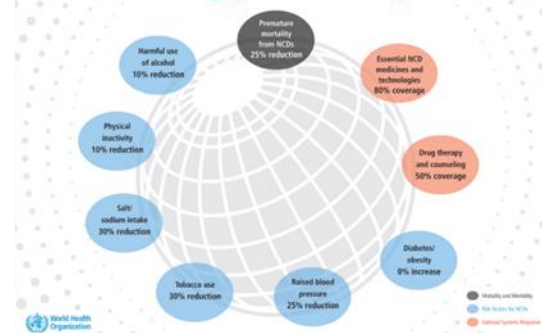 Premature
mortality
from NCDs
25% reduction
Harmful use
of alcohol
10% reduction
Essential NCD
medicines and
technologies
80% coverage
Physical
inactivity
10% reduction
Drug therapy
and counseling
50% coverage
Salt/
sodium intake
30% reduction
Diabetes/
obesity
0% increase
Tobacco use
30% reduction
Raised blood
pressure
25% reduction
Mortality and Morbidity
Risk Factors for NCDs
National Systems Response
World Health
Organization